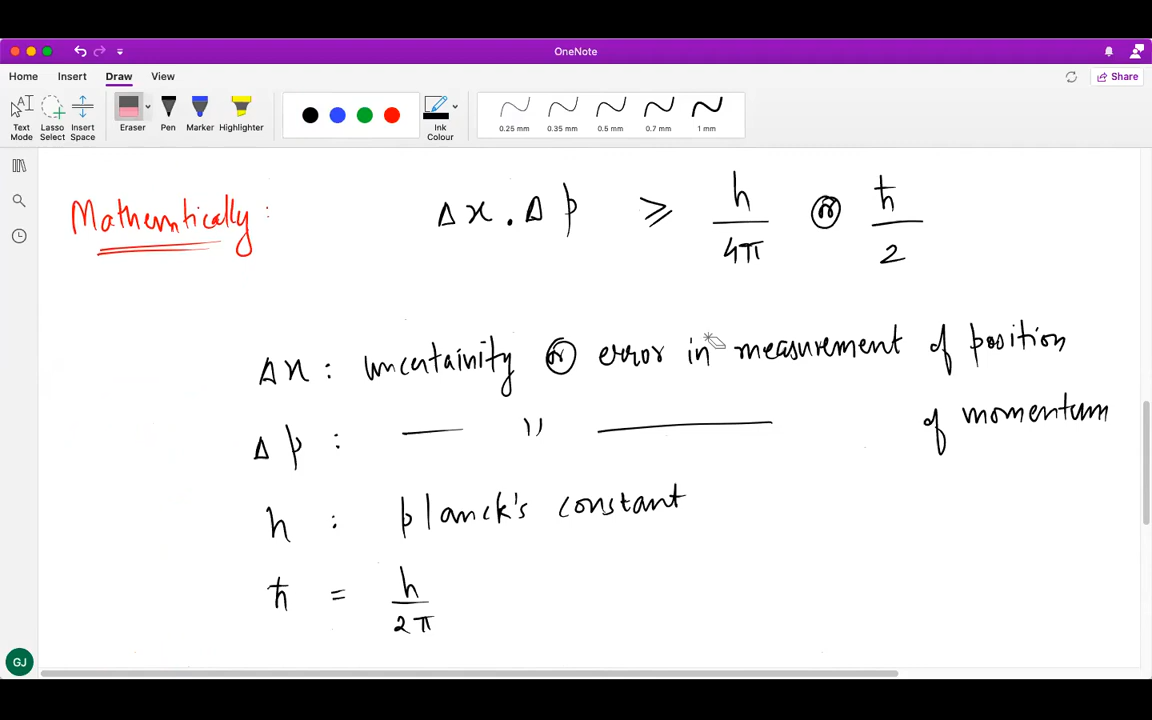 OneNote
Home Insert Draw View Share
Text Mode Lasso Select Insert Space Eraser Pen Marker Highlighter Ink Colour 0.25 mm 0.35 mm 0.5 mm 0.7 mm 1 mm
Mathematically : Δx . Δp ≥ h/4π or ħ/2
Δx : uncertainity or error in measurement of position
Δp : —— " ———— of momentum
h : planck's constant
ħ = h/2π
GJ